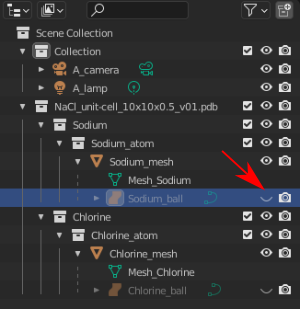 Scene Collection
Collection
A_camera
A_lamp
NaCl_unit-cell_10x10x0.5_v01.pdb
Sodium
Sodium_atom
Sodium_mesh
Mesh_Sodium
Sodium_ball
Chlorine
Chlorine_atom
Chlorine_mesh
Mesh_Chlorine
Chlorine_ball